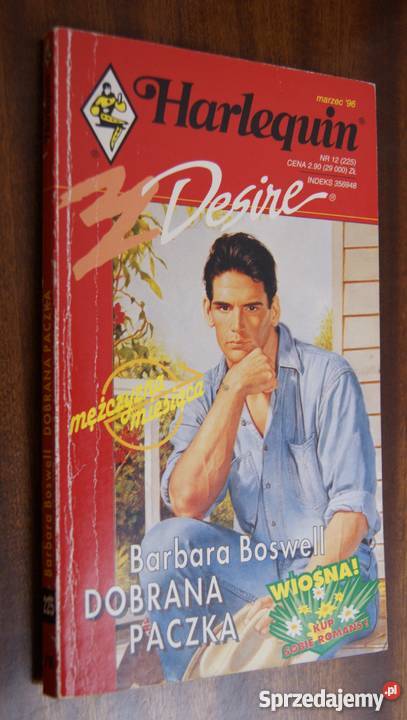 Harlequin®
marzec '96
NR 12 (225)
CENA 2.90 (29 000) ZŁ
INDEKS 356948
Desire®
mężczyzna
miesiąca
Barbara Boswell
DOBRANA
PACZKA
WIOSNA!
KUP
SOBIE ROMANS!
Barbara Boswell DOBRANA PACZKA
225
Sprzedajemy.pl